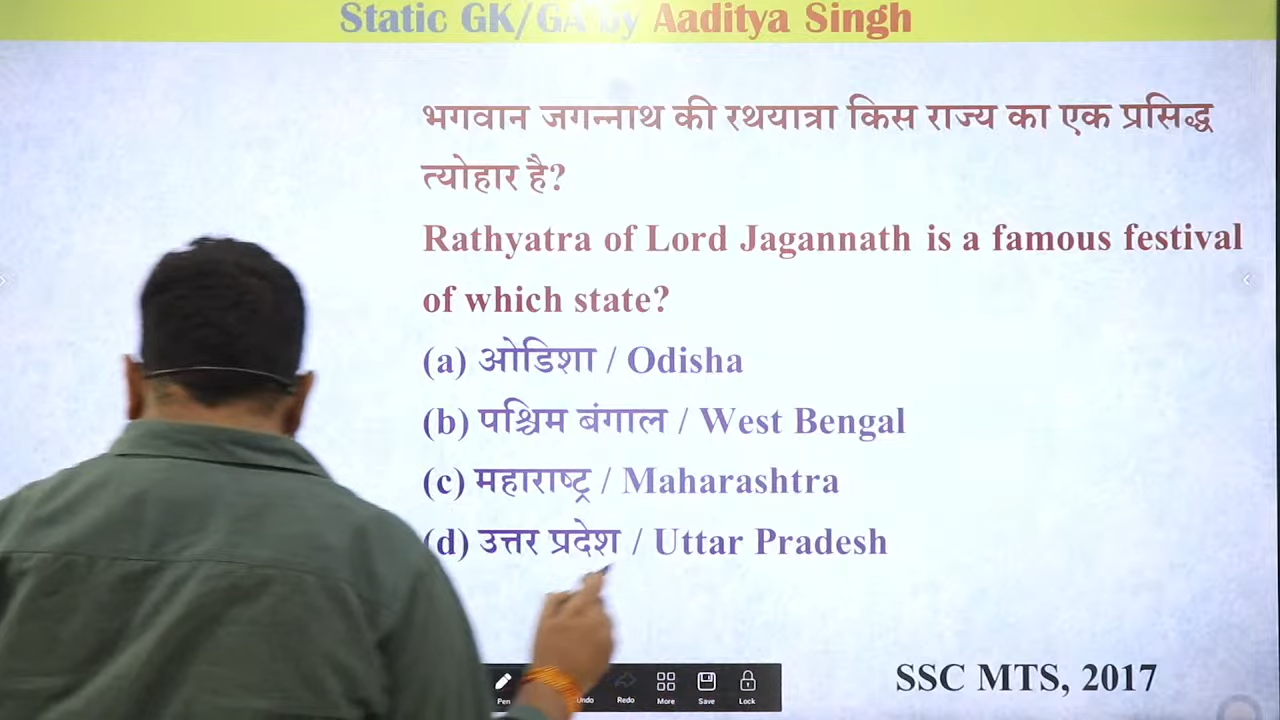 Static GK/GA by Aaditya Singh
भगवान जगन्नाथ की रथयात्रा किस राज्य का एक प्रसिद्ध
त्योहार है?
Rathyatra of Lord Jagannath is a famous festival
of which state?
(a) ओडिशा / Odisha
(b) पश्चिम बंगाल / West Bengal
(c) महाराष्ट्र / Maharashtra
(d) उत्तर प्रदेश / Uttar Pradesh
SSC MTS, 2017
Pen Undo Redo More Save Lock